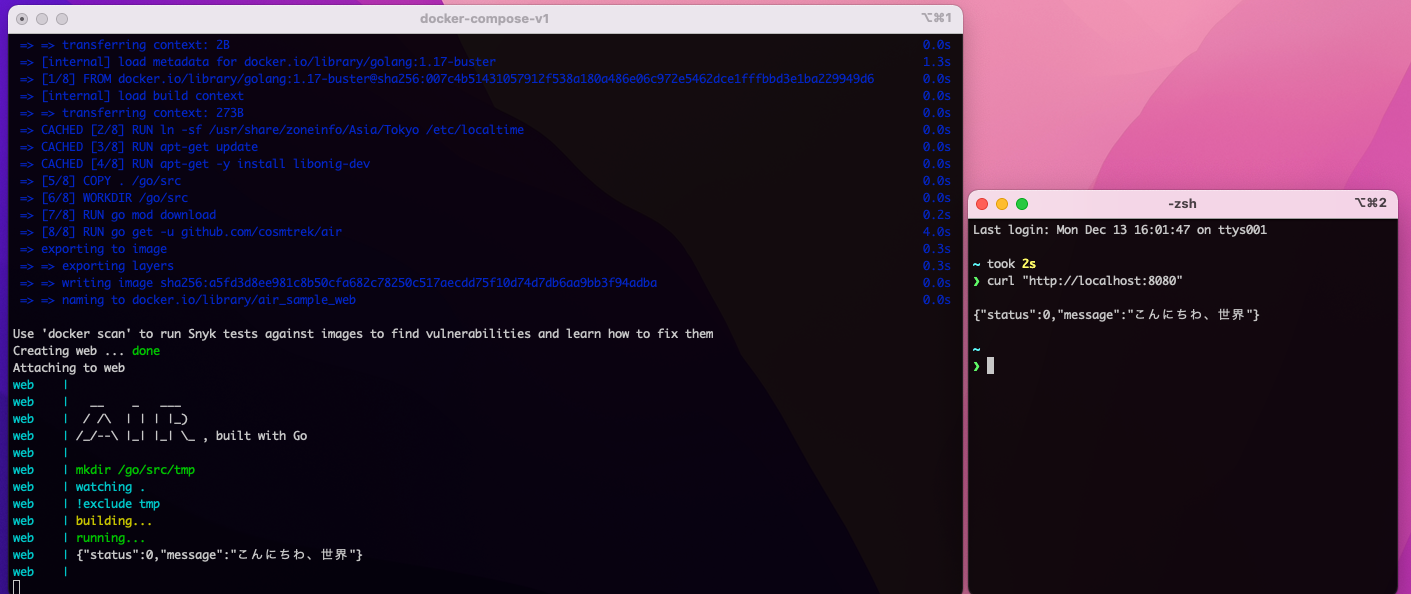 docker-compose-v1 ⌥⌘1
=> => transferring context: 2B 0.0s
=> [internal] load metadata for docker.io/library/golang:1.17-buster 1.3s
=> [1/8] FROM docker.io/library/golang:1.17-buster@sha256:007c4b51431057912f538a180a486e06c972e5462dce1fffbbd3e1ba229949d6 0.0s
=> [internal] load build context 0.0s
=> => transferring context: 273B 0.0s
=> CACHED [2/8] RUN ln -sf /usr/share/zoneinfo/Asia/Tokyo /etc/localtime 0.0s
=> CACHED [3/8] RUN apt-get update 0.0s
=> CACHED [4/8] RUN apt-get -y install libonig-dev 0.0s
=> [5/8] COPY . /go/src 0.0s
=> [6/8] WORKDIR /go/src 0.0s
=> [7/8] RUN go mod download 0.2s
=> [8/8] RUN go get -u github.com/cosmtrek/air 4.0s
=> exporting to image 0.3s
=> => exporting layers 0.3s
=> => writing image sha256:a5fd3d8ee981c8b50cfa682c78250c517aecdd75f10d74d7db6aa9bb3f94adba 0.0s
=> => naming to docker.io/library/air_sample_web 0.0s
Use 'docker scan' to run Snyk tests against images to find vulnerabilities and learn how to fix them
Creating web ... done
Attaching to web
web    |
web    |   __    _   ___
web    |  / /\  | | | |_)
web    | /_/--\ |_| |_| \_ , built with Go
web    |
web    | mkdir /go/src/tmp
web    | watching .
web    | !exclude tmp
web    | building...
web    | running...
web    | {"status":0,"message":"こんにちわ、世界"}
web    |
-zsh ⌥⌘2
Last login: Mon Dec 13 16:01:47 on ttys001
~ took 2s
❯ curl "http://localhost:8080"
{"status":0,"message":"こんにちわ、世界"}
~
❯